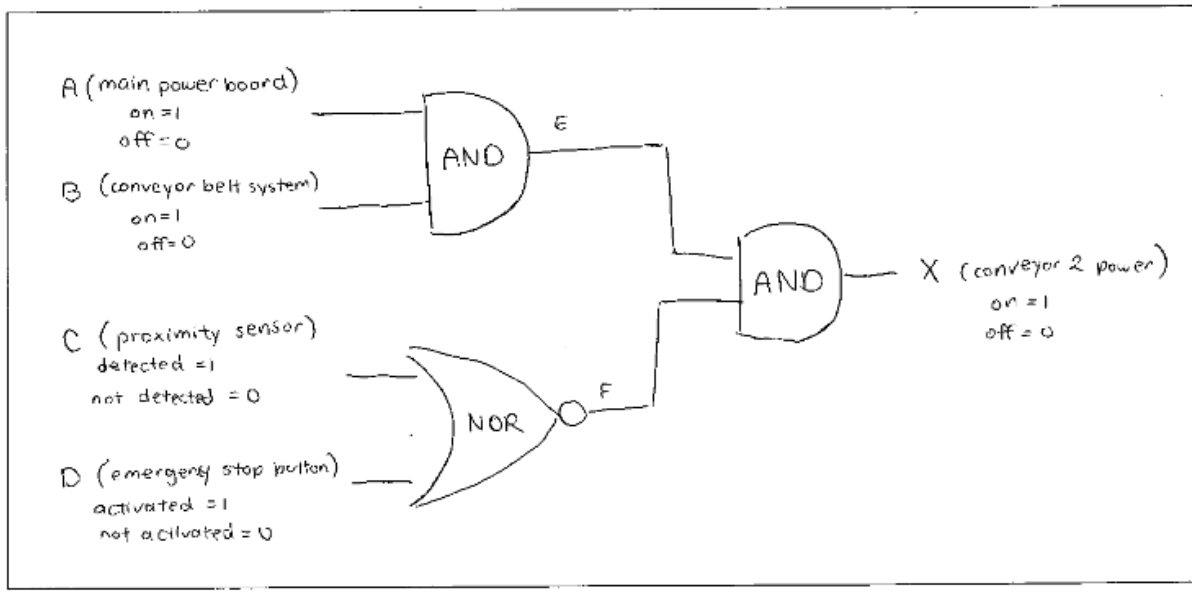 A (main power board)
on =1
off =0
AND
E
B (conveyor belt system)
on=1
off=0
AND
X (conveyor 2 power)
on =1
off =0
C (proximity sensor)
detected =1
not detected =0
NOR
F
D (emergency stop button)
activated =1
not activated =0